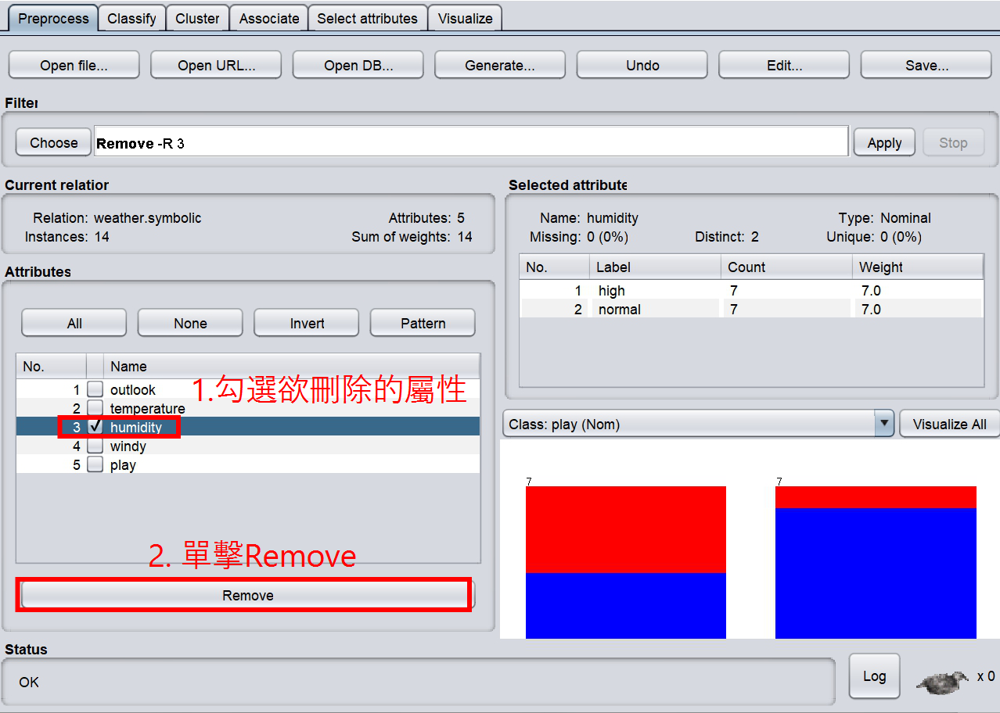 Preprocess Classify Cluster Associate Select attributes Visualize
Open file... Open URL... Open DB... Generate... Undo Edit... Save...
Filter
Choose Remove -R 3 Apply Stop
Current relation
Relation: weather.symbolic Attributes: 5
Instances: 14 Sum of weights: 14
Attributes
All None Invert Pattern
No. Name
1 outlook
2 temperature
3 humidity
4 windy
5 play
1.勾選欲刪除的屬性
2. 單擊Remove
Remove
Selected attribute
Name: humidity Type: Nominal
Missing: 0 (0%) Distinct: 2 Unique: 0 (0%)
No. Label Count Weight
1 high 7 7.0
2 normal 7 7.0
Class: play (Nom) Visualize All
7 7
Status
OK
Log x 0